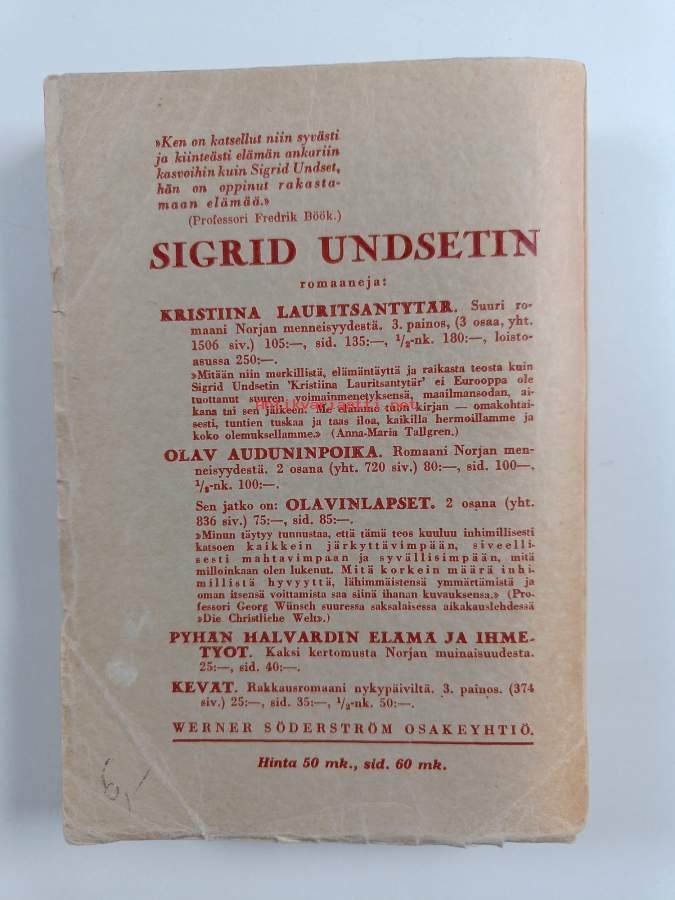 »Ken on katsellut niin syvästi
ja kiinteästi elämän ankariin
kasvoihin kuin Sigrid Undset,
hän on oppinut rakasta-
maan elämää.»
(Professori Fredrik Böök.)
SIGRID UNDSETIN
romaaneja:
KRISTIINA LAURITSANTYTÄR. Suuri ro-
maani Norjan menneisyydestä. 3. painos, (3 osaa, yht.
1506 siv.) 105:—, sid. 135:—, ½-nk. 180:—, loisto-
asussa 250:—.
»Mitään niin merkillistä, elämäntäyttä ja raikasta teosta kuin
Sigrid Undsetin 'Kristiina Lauritsantytär' ei Eurooppa ole
tuottanut suuren voimainmenetyksensä, maailmansodan, ai-
kana tai sen jälkeen. Me elämme tuon kirjan — omakohtai-
sesti, tuntien tuskaa ja taas iloa, kaikilla hermoillamme ja
koko olemuksellamme.» (Anna-Maria Tallgren.)
Antikvariaatti.net
OLAV AUDUNINPOIKA. Romaani Norjan men-
neisyydestä. 2 osana (yht. 720 siv.) 80:—, sid. 100—,
½-nk. 100:—.
Sen jatko on: OLAVINLAPSET. 2 osana (yht.
836 siv.) 75:—, sid. 85:—.
»Minun täytyy tunnustaa, että tämä teos kuuluu inhimillisesti
katsoen kaikkein järkyttävimpään, siveelli-
sesti mahtavimpaan ja syvällisimpään, mitä
milloinkaan olen lukenut. Mitä korkein määrä inhi-
millistä hyvyyttä, lähimmäistensä ymmärtämistä ja
oman itsensä voittamista saa siinä ihanan kuvauksensa.» (Pro-
fessori Georg Wünsch suuressa saksalaisessa aikakauslehdessä
»Die Christliche Welt».)
PYHÄN HALVARDIN ELÄMÄ JA IHME-
TYÖT. Kaksi kertomusta Norjan muinaisuudesta.
25:—, sid. 40:—.
KEVÄT. Rakkausromaani nykypäiviltä. 3. painos. (374
siv.) 25:—, sid. 35:—, ½-nk. 50:—.
WERNER SÖDERSTRÖM OSAKEYHTIÖ.
Hinta 50 mk., sid. 60 mk.
6,-